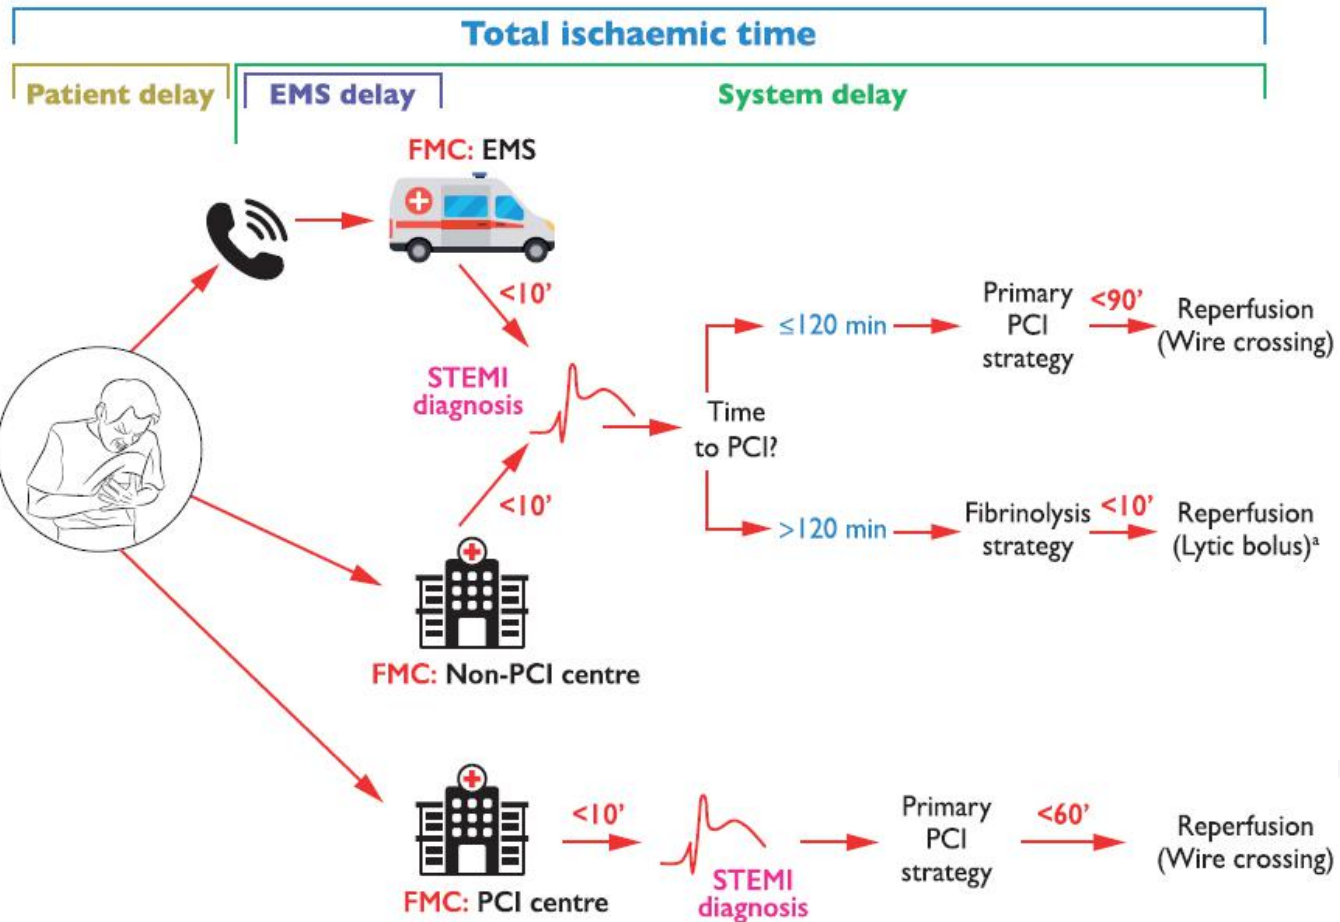 Total ischaemic time
Patient delay
EMS delay
System delay
FMC: EMS
<10’
STEMI
diagnosis
<10’
FMC: Non-PCI centre
Time
to PCI?
≤120 min
Primary
PCI
strategy
<90’
Reperfusion
(Wire crossing)
>120 min
Fibrinolysis
strategy
<10’
Reperfusion
(Lytic bolus)ᵃ
FMC: PCI centre
<10’
STEMI
diagnosis
Primary
PCI
strategy
<60’
Reperfusion
(Wire crossing)